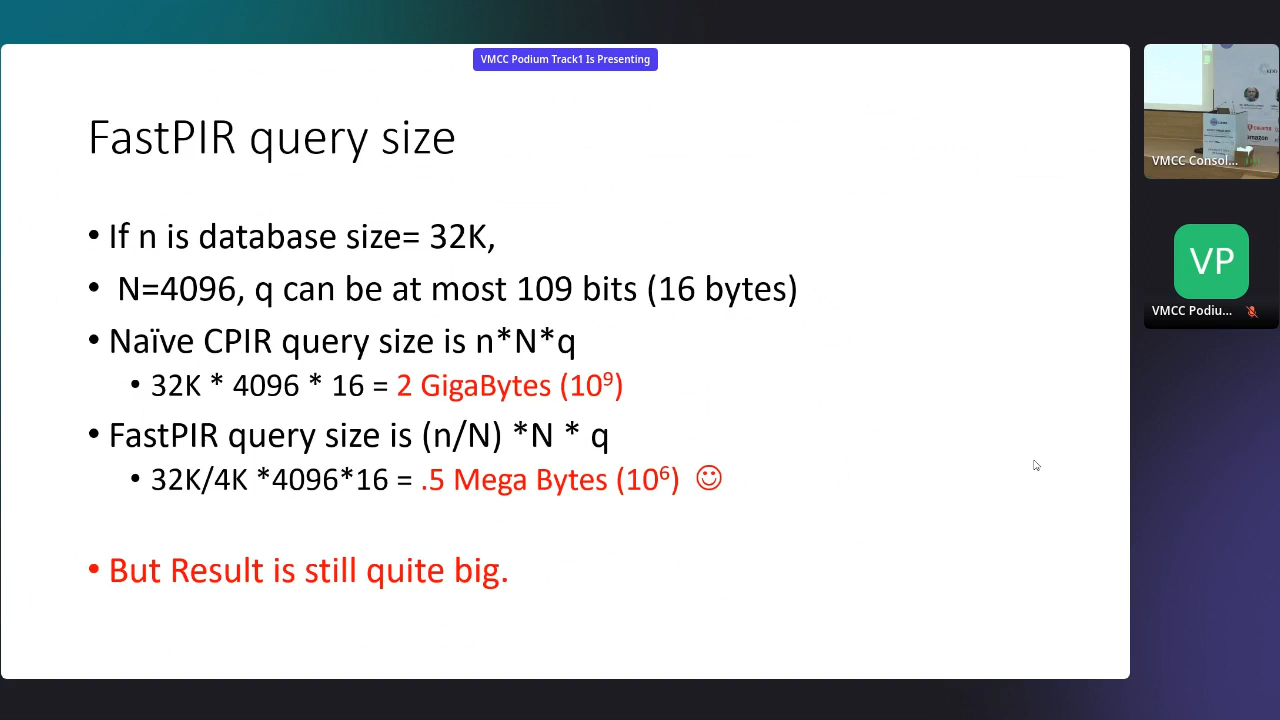 VMCC Podium Track1 Is Presenting
FastPIR query size
• If n is database size= 32K,
• N=4096, q can be at most 109 bits (16 bytes)
• Naïve CPIR query size is n*N*q
• 32K * 4096 * 16 = 2 GigaBytes (10⁹)
• FastPIR query size is (n/N) *N * q
• 32K/4K *4096*16 = .5 Mega Bytes (10⁶) ☺
• But Result is still quite big.
VMCC Consol...
VP
VMCC Podiu...
amazon